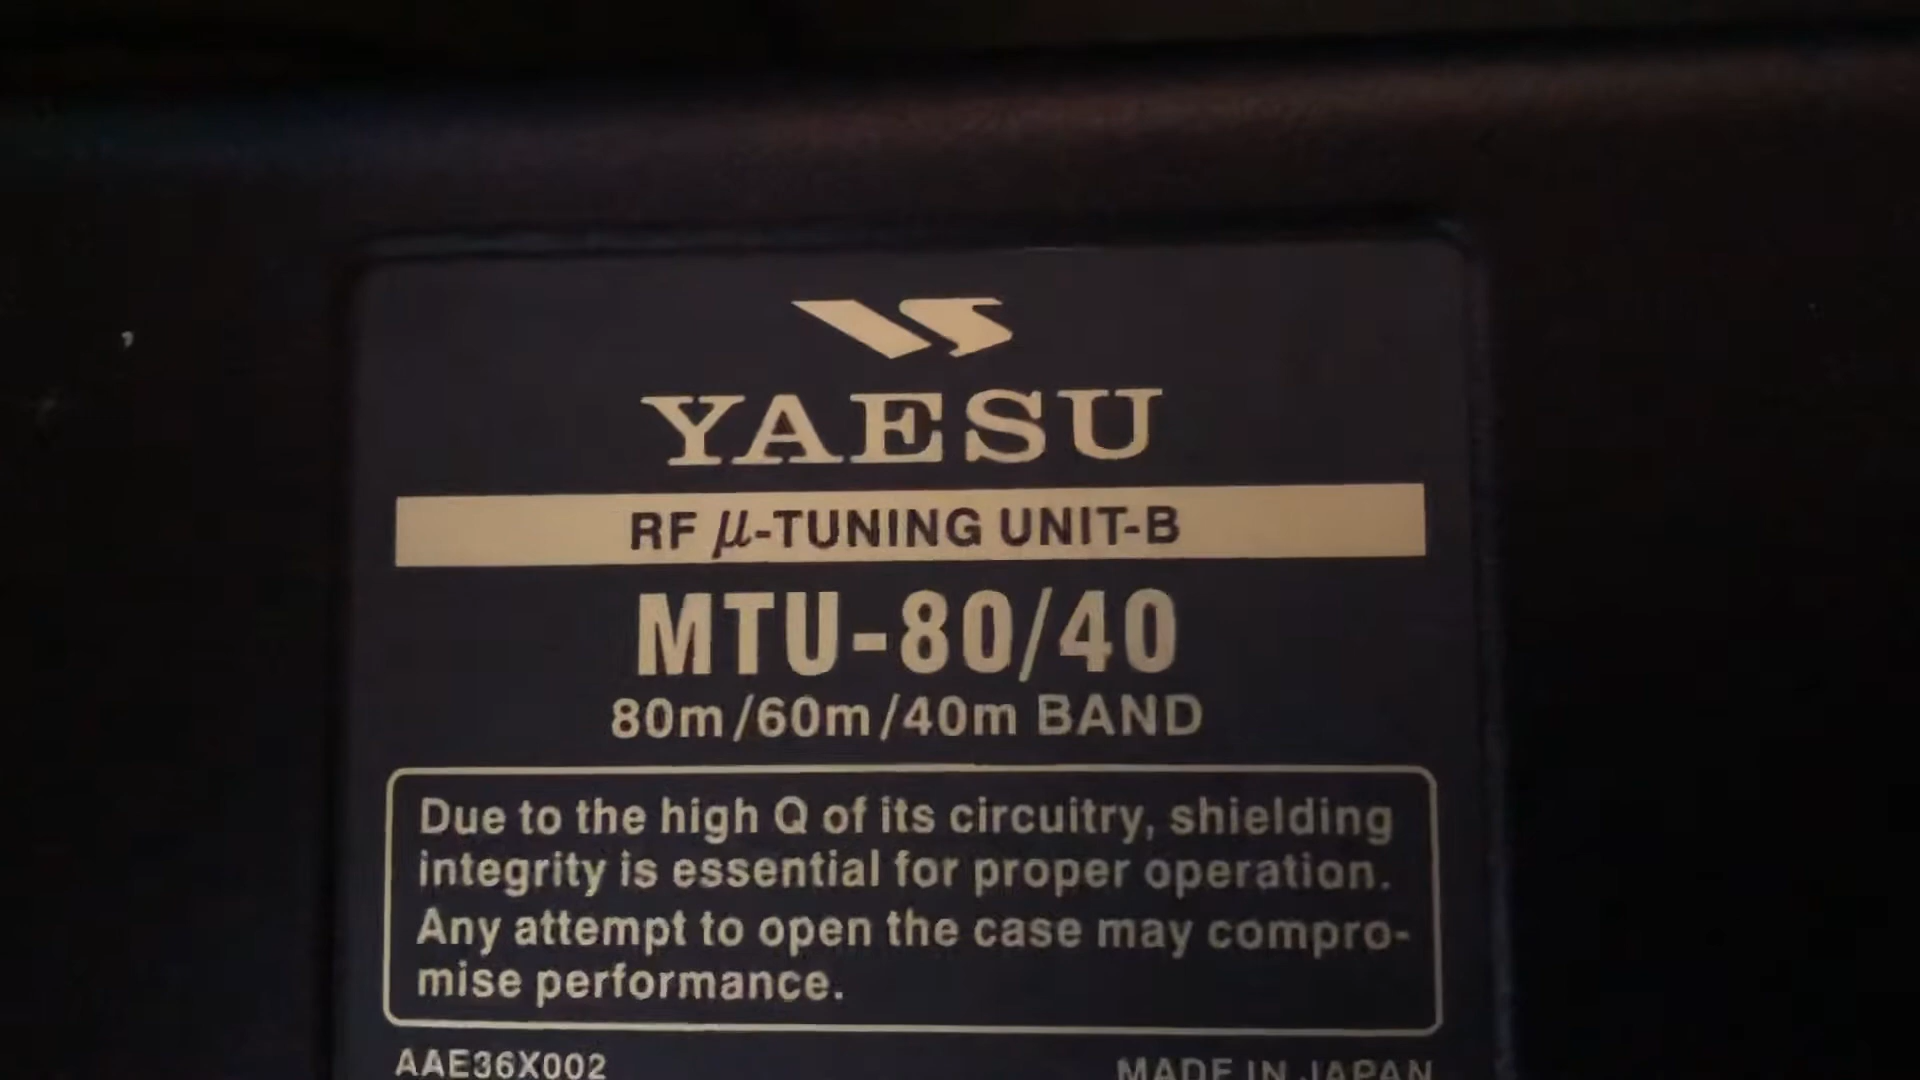 YAESU
RF μ-TUNING UNIT-B
MTU-80/40
80m/60m/40m BAND
Due to the high Q of its circuitry, shielding
integrity is essential for proper operation.
Any attempt to open the case may compro-
mise performance.
AAE36X002
MADE IN JAPAN